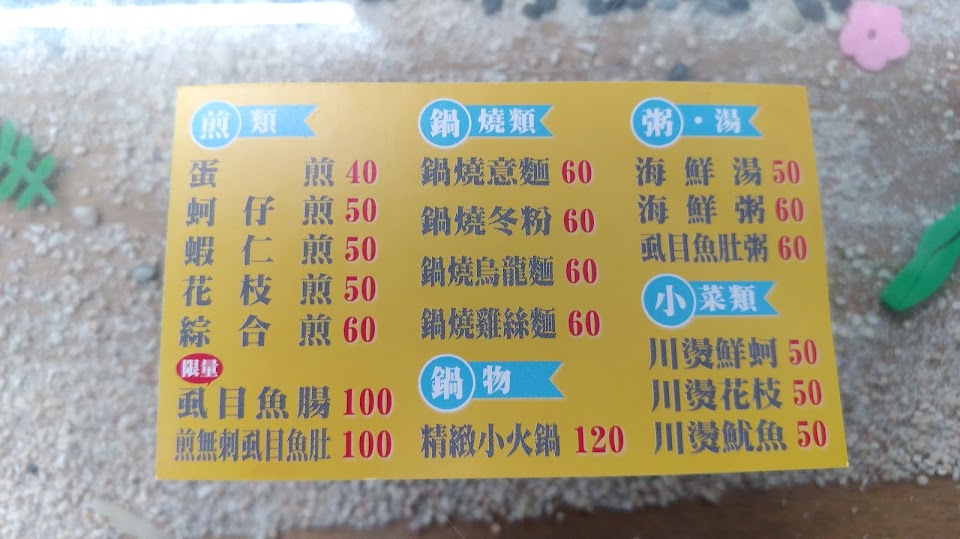 煎類
蛋煎 40
蚵仔煎 50
蝦仁煎 50
花枝煎 50
綜合煎 60
限量
虱目魚腸 100
煎無刺虱目魚肚 100
鍋燒類
鍋燒意麵 60
鍋燒冬粉 60
鍋燒烏龍麵 60
鍋燒雞絲麵 60
鍋物
精緻小火鍋 120
粥·湯
海鮮湯 50
海鮮粥 60
虱目魚肚粥 60
小菜類
川燙鮮蚵 50
川燙花枝 50
川燙魷魚 50